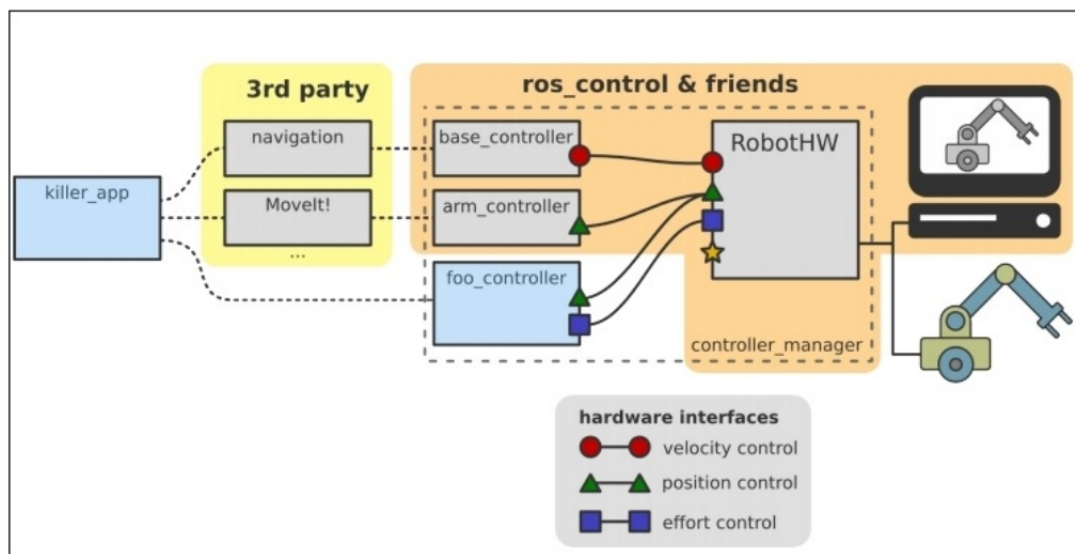 3rd party
ros_control & friends
navigation
base_controller
RobotHW
killer_app
MoveIt!
arm_controller
...
foo_controller
controller_manager
hardware interfaces
velocity control
position control
effort control